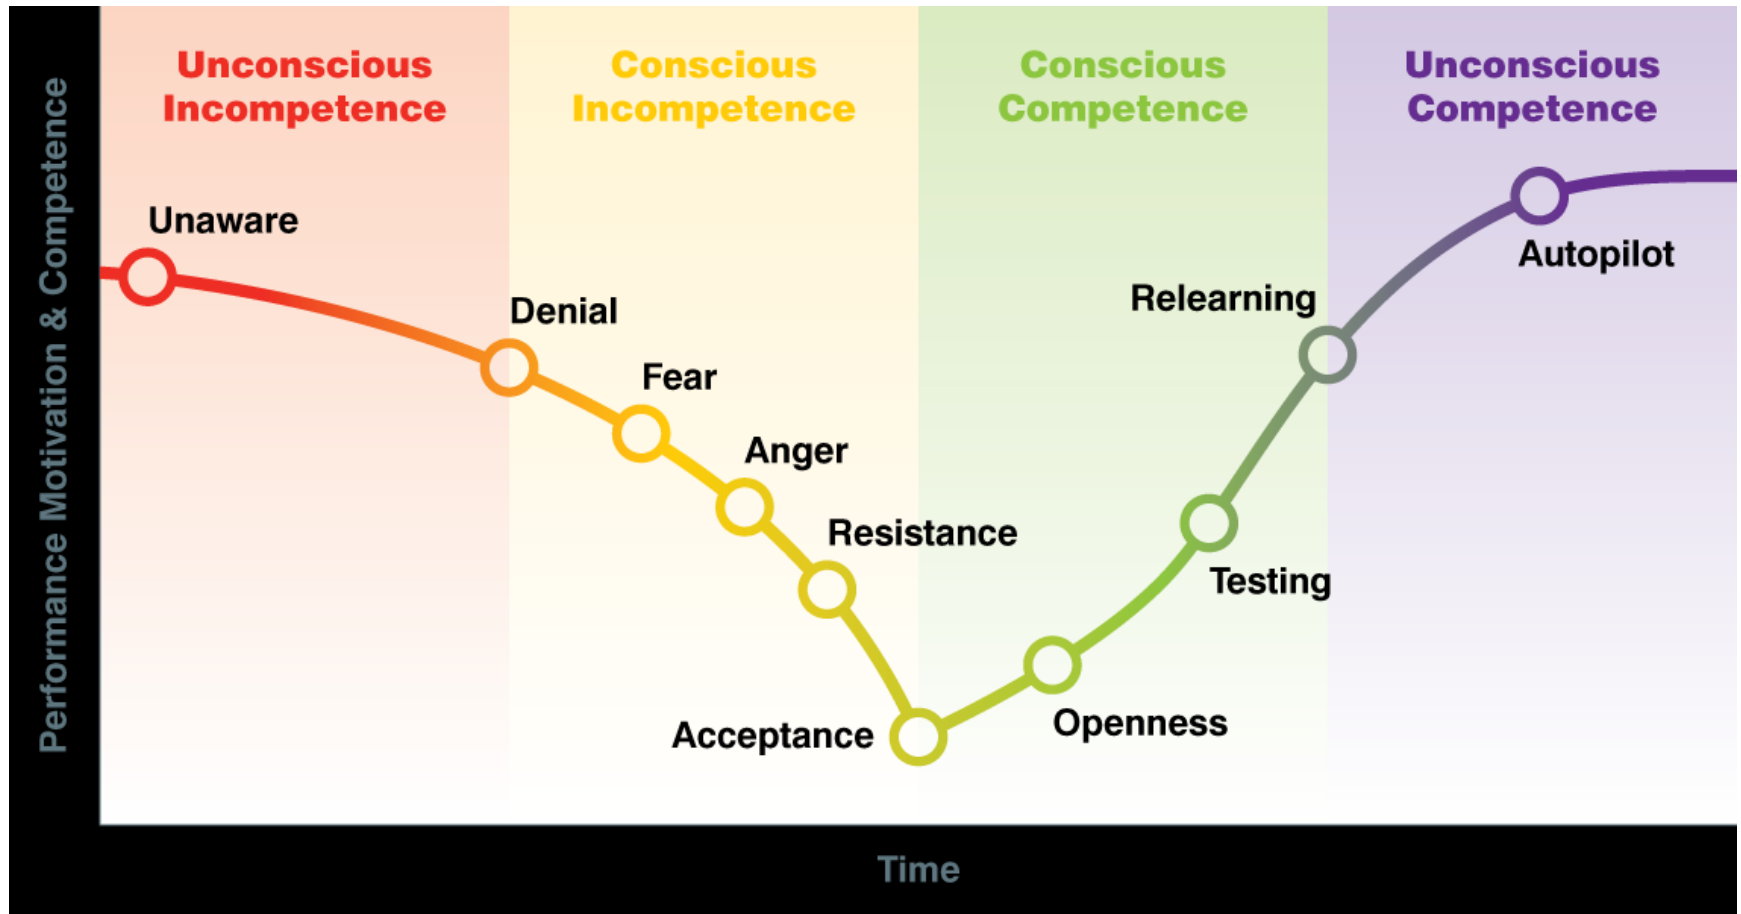 Unconscious
Incompetence
Conscious
Incompetence
Conscious
Competence
Unconscious
Competence
Performance Motivation & Competence
Unaware
Denial
Fear
Anger
Resistance
Acceptance
Openness
Testing
Relearning
Autopilot
Time